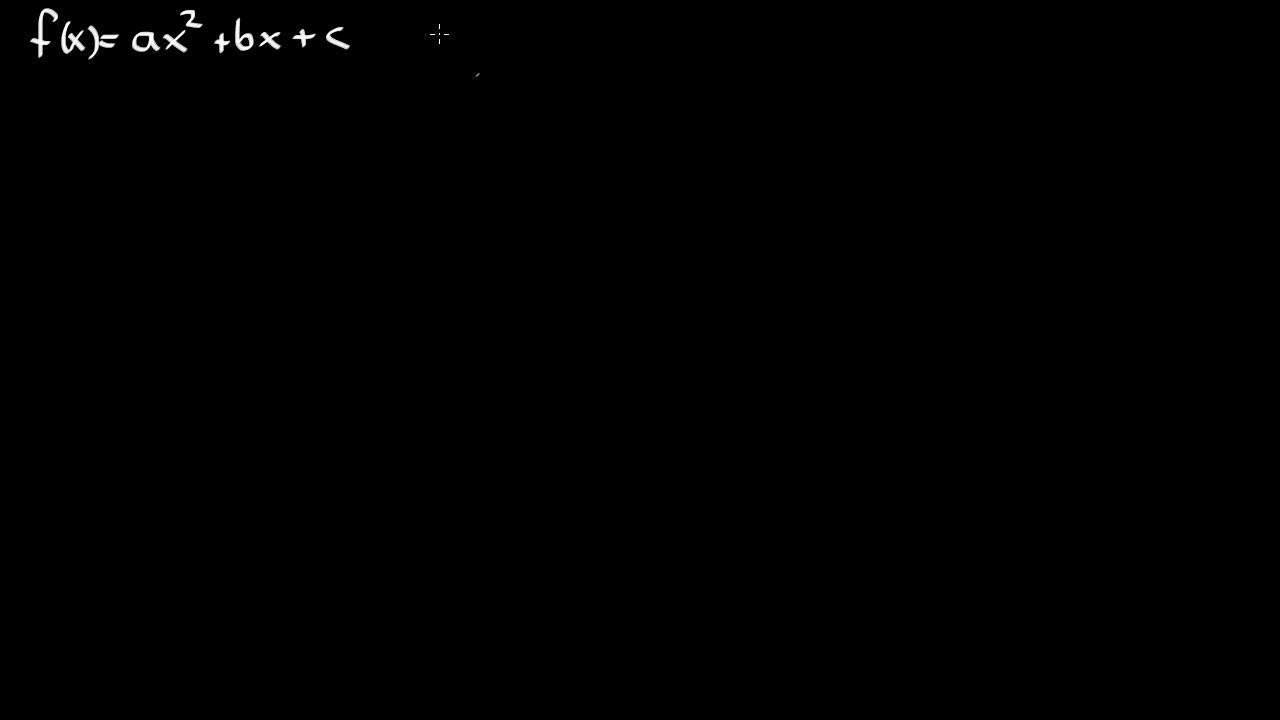 f(x)= ax² +bx + c